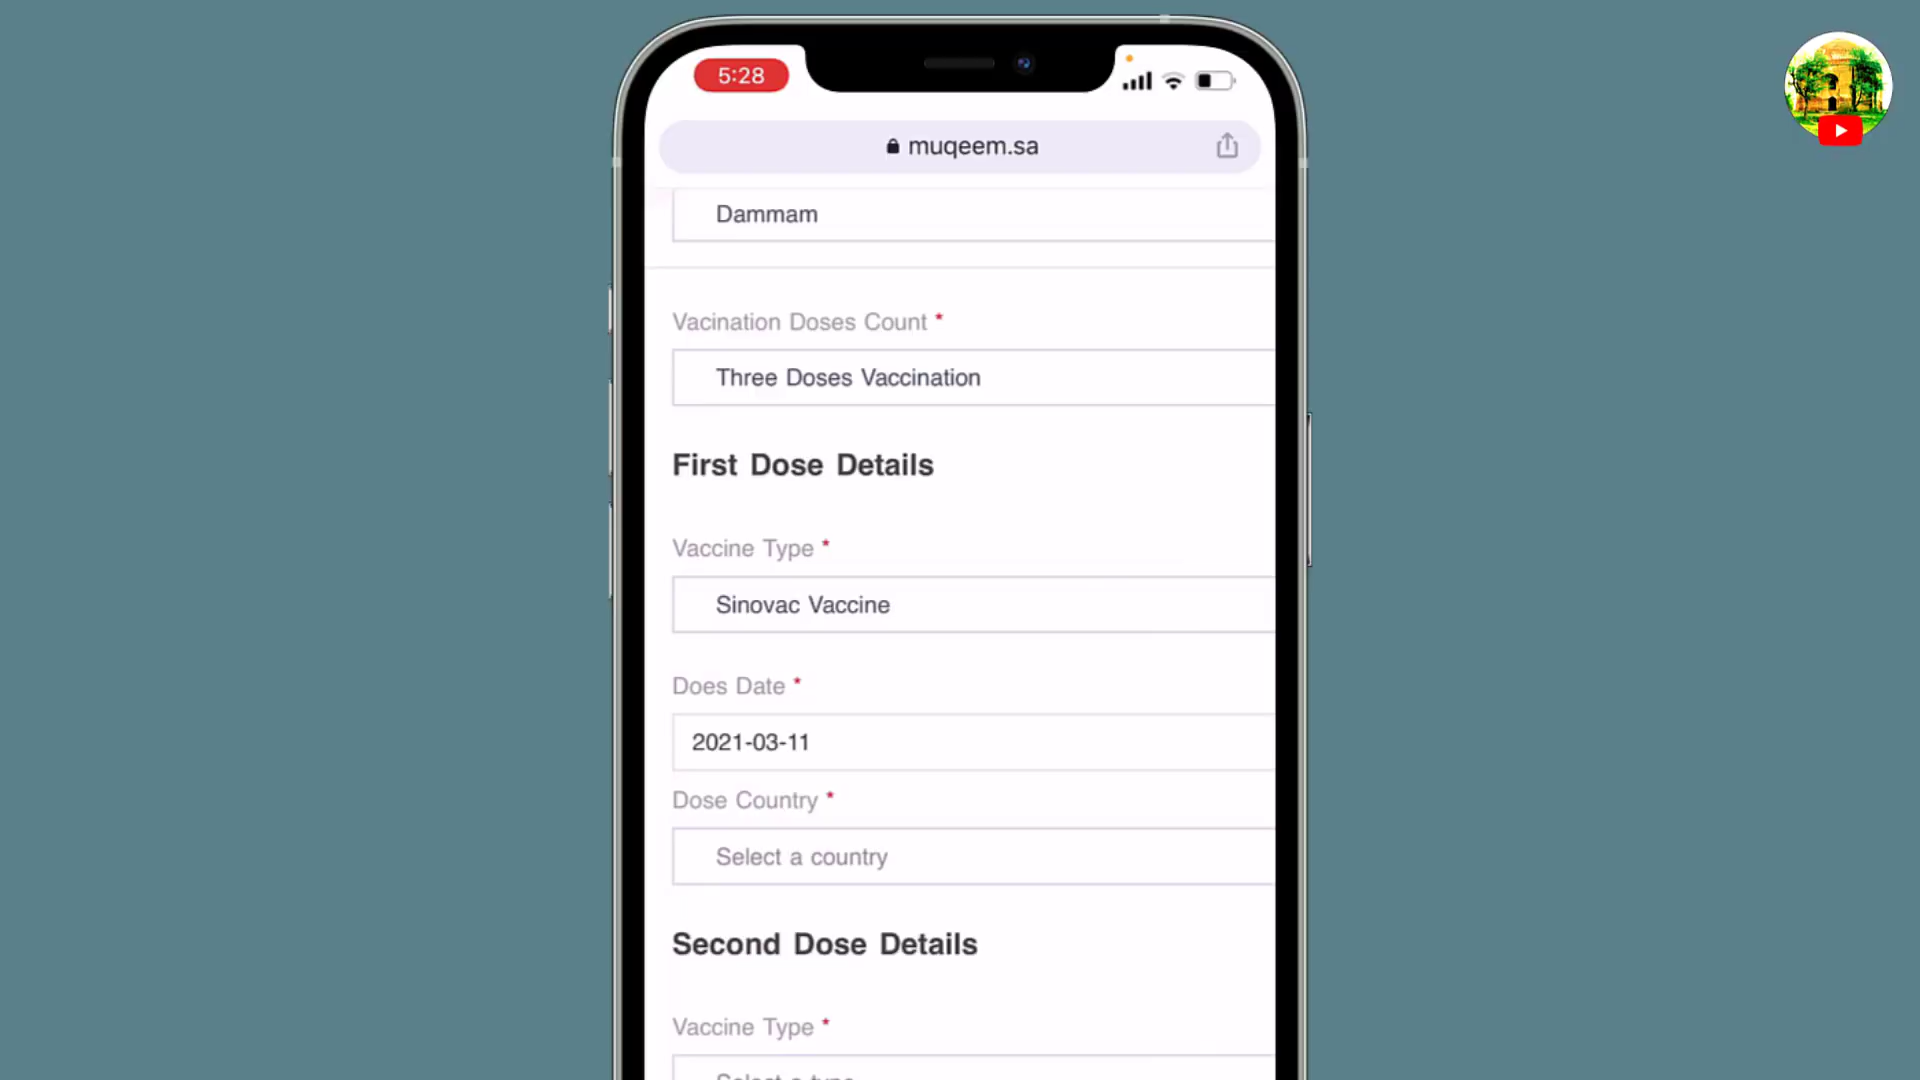 5:28
muqeem.sa
Dammam
Vacination Doses Count *
Three Doses Vaccination
First Dose Details
Vaccine Type *
Sinovac Vaccine
Does Date *
2021-03-11
Dose Country *
Select a country
Second Dose Details
Vaccine Type *
Select a type